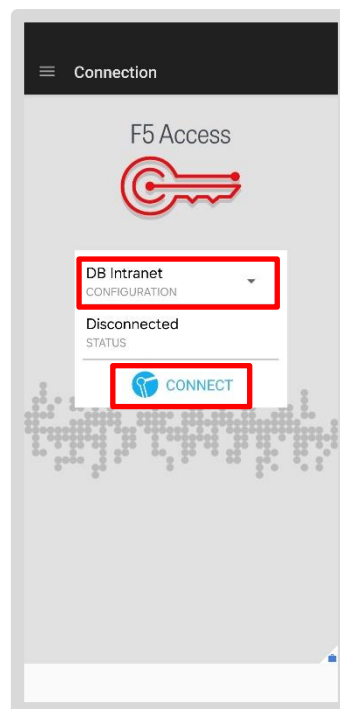 Connection
F5 Access
DB Intranet
CONFIGURATION
Disconnected
STATUS
CONNECT